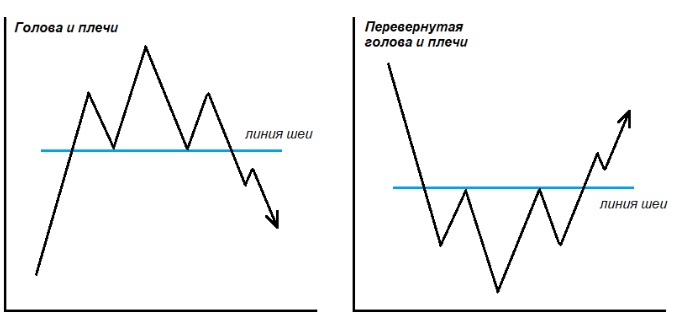 Голова и плечи
линия шеи
Перевернутая
голова и плечи
линия шеи